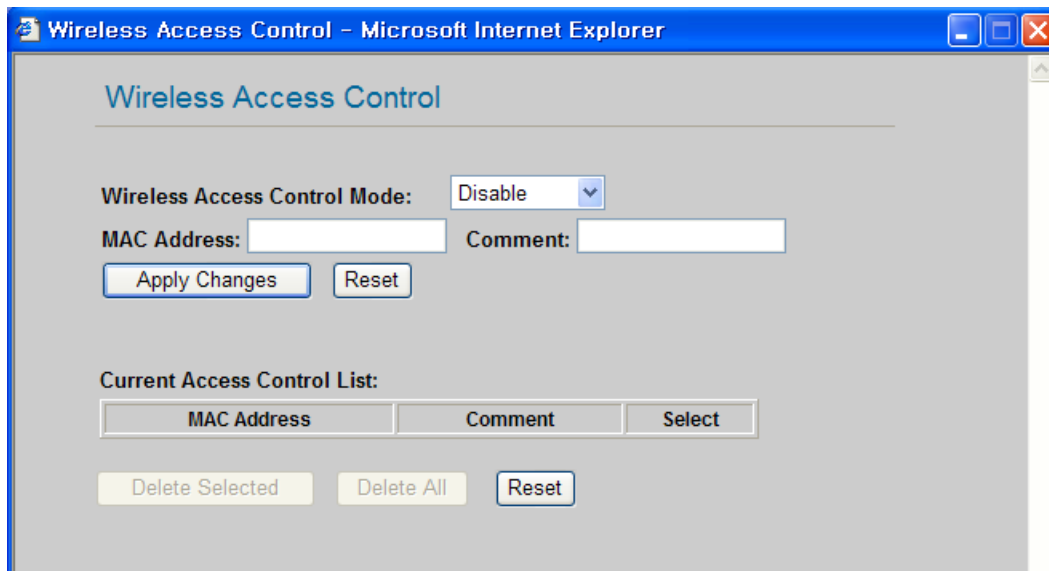 Wireless Access Control - Microsoft Internet Explorer
Wireless Access Control
Wireless Access Control Mode: Disable
MAC Address: Comment:
Apply Changes Reset
Current Access Control List:
MAC Address Comment Select
Delete Selected Delete All Reset